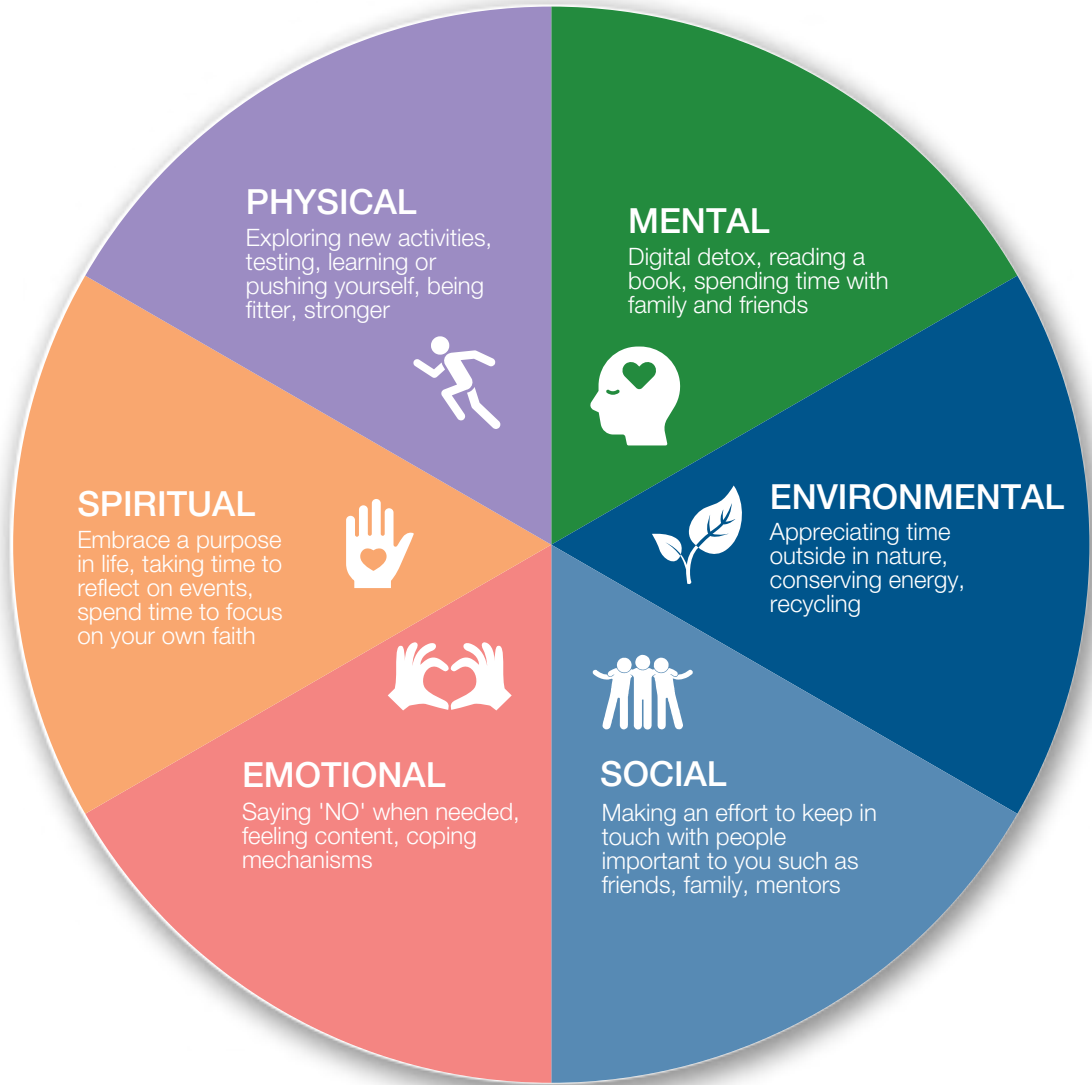 PHYSICAL
Exploring new activities,
testing, learning or
pushing yourself, being
fitter, stronger
MENTAL
Digital detox, reading a
book, spending time with
family and friends
SPIRITUAL
Embrace a purpose
in life, taking time to
reflect on events,
spend time to focus
on your own faith
ENVIRONMENTAL
Appreciating time
outside in nature,
conserving energy,
recycling
EMOTIONAL
Saying 'NO' when needed,
feeling content, coping
mechanisms
SOCIAL
Making an effort to keep in
touch with people
important to you such as
friends, family, mentors